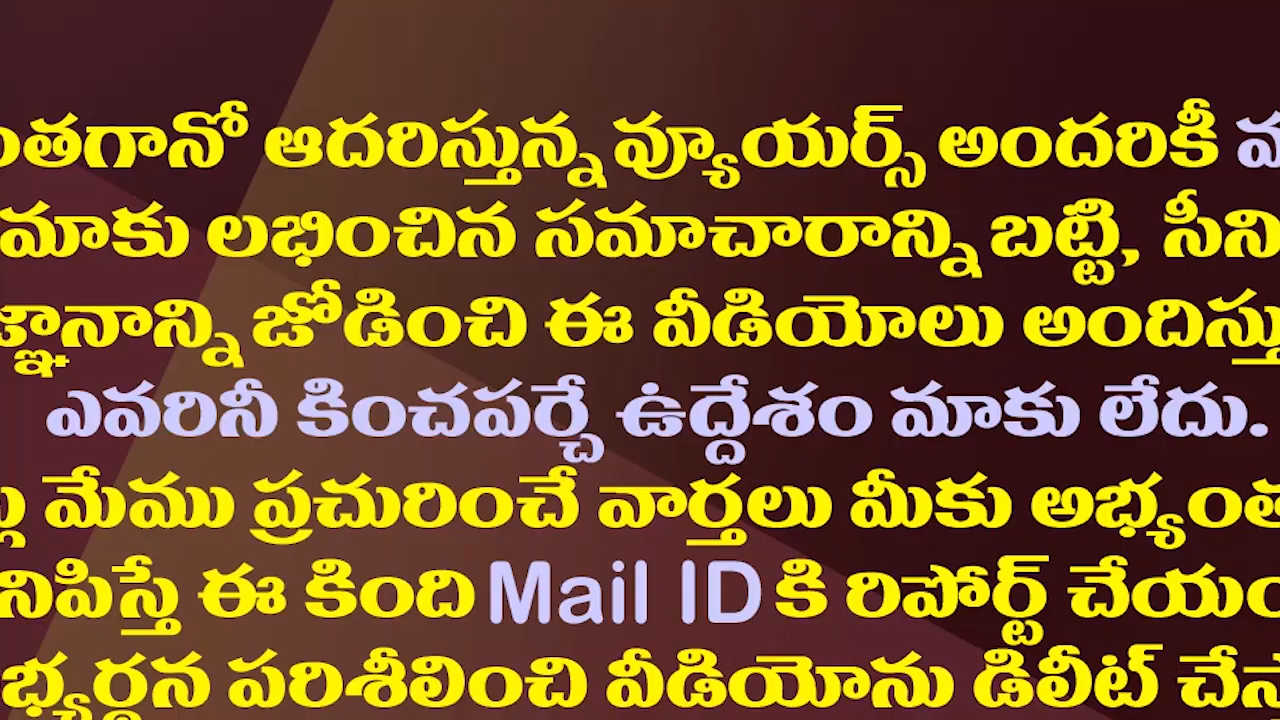 ంతగానో ఆదరిస్తున్న వ్యూయర్స్ అందరికీ
మాకు లభించిన సమాచారాన్ని బట్టి, సీని
జ్ఞానాన్ని జోడించి ఈ వీడియోలు అందిస్తు
ఎవరినీ కించపర్చే ఉద్దేశం మాకు లేదు.
మేము ప్రచురించే వార్తలు మీకు అభ్యంత
నిపిస్తే ఈ కింది Mail ID కి రిపోర్ట్ చేయం
భ్యర్థన పరిశీలించి వీడియోను డిలీట్ చేస